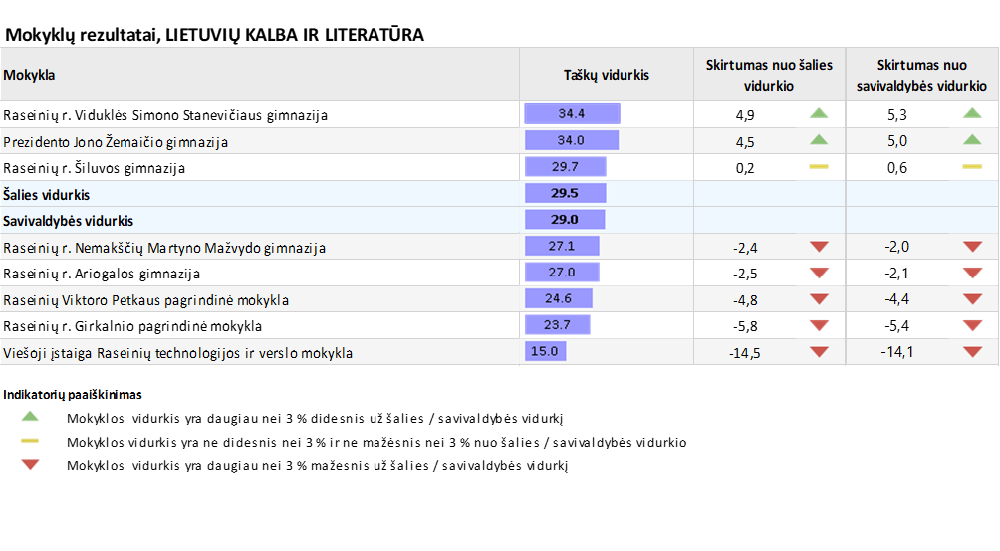 Mokyklų rezultatai, LIETUVIŲ KALBA IR LITERATŪRA
Mokykla Taškų vidurkis Skirtumas nuo šalies vidurkio Skirtumas nuo savivaldybės vidurkio
Raseinių r. Viduklės Simono Stanevičiaus gimnazija 34.4 4,9 5,3
Prezidento Jono Žemaičio gimnazija 34.0 4,5 5,0
Raseinių r. Šiluvos gimnazija 29.7 0,2 0,6
Šalies vidurkis 29.5
Savivaldybės vidurkis 29.0
Raseinių r. Nemakščių Martyno Mažvydo gimnazija 27.1 -2,4 -2,0
Raseinių r. Ariogalos gimnazija 27.0 -2,5 -2,1
Raseinių Viktoro Petkaus pagrindinė mokykla 24.6 -4,8 -4,4
Raseinių r. Girkalnio pagrindinė mokykla 23.7 -5,8 -5,4
Viešoji įstaiga Raseinių technologijos ir verslo mokykla 15.0 -14,5 -14,1
Indikatorių paaiškinimas
Mokyklos vidurkis yra daugiau nei 3 % didesnis už šalies / savivaldybės vidurkį
Mokyklos vidurkis yra ne didesnis nei 3 % ir ne mažėsnis nei 3 % nuo šalies / savivaldybės vidurkio
Mokyklos vidurkis yra daugiau nei 3 % mažesnis už šalies / savivaldybės vidurkį